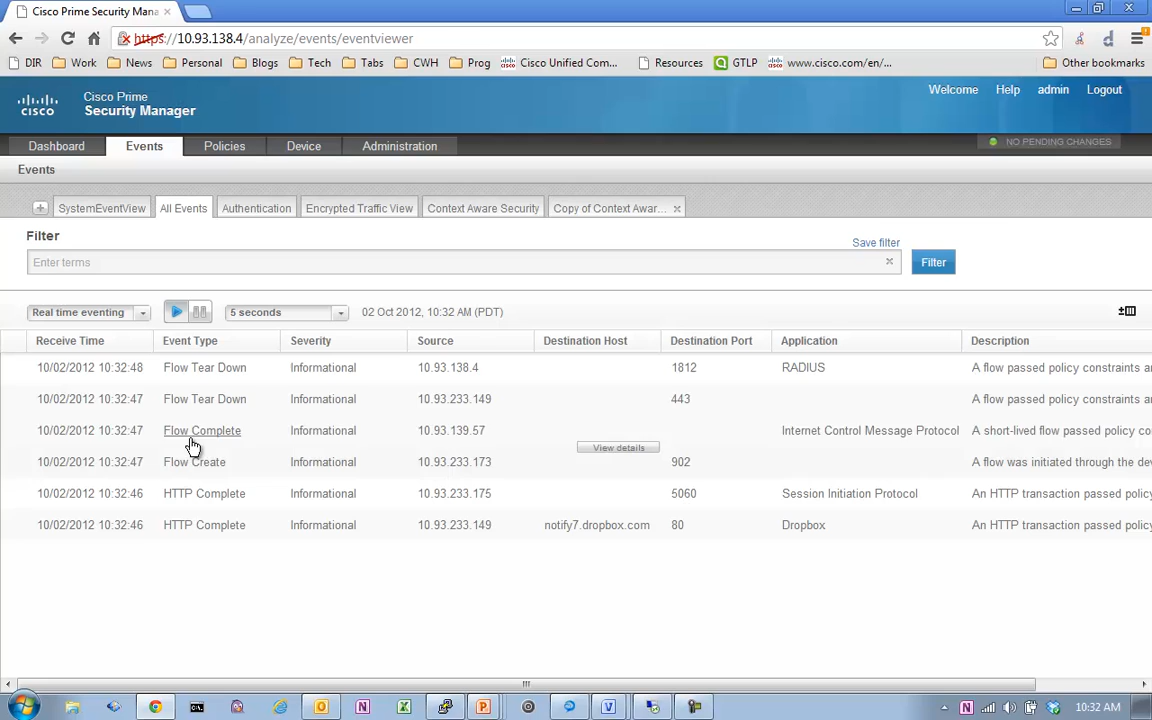 Cisco Prime Security Mana ×
https://10.93.138.4/analyze/events/eventviewer
DIR Work News Personal Blogs Tech Tabs CWH Prog Cisco Unified Com... Resources GTLP www.cisco.com/en/... Other bookmarks
CISCO
Cisco Prime
Security Manager
Welcome Help admin Logout
Dashboard Events Policies Device Administration NO PENDING CHANGES
Events
SystemEventView All Events Authentication Encrypted Traffic View Context Aware Security Copy of Context Awar... ×
Filter
Save filter
Enter terms × Filter
Real time eventing 5 seconds 02 Oct 2012, 10:32 AM (PDT)
Receive Time Event Type Severity Source Destination Host Destination Port Application Description
10/02/2012 10:32:48 Flow Tear Down Informational 10.93.138.4 1812 RADIUS A flow passed policy constraints a
10/02/2012 10:32:47 Flow Tear Down Informational 10.93.233.149 443 A flow passed policy constraints a
10/02/2012 10:32:47 Flow Complete Informational 10.93.139.57 Internet Control Message Protocol A short-lived flow passed policy co
View details
10/02/2012 10:32:47 Flow Create Informational 10.93.233.173 902 A flow was initiated through the de
10/02/2012 10:32:46 HTTP Complete Informational 10.93.233.175 5060 Session Initiation Protocol An HTTP transaction passed policy
10/02/2012 10:32:46 HTTP Complete Informational 10.93.233.149 notify7.dropbox.com 80 Dropbox An HTTP transaction passed policy
10:32 AM